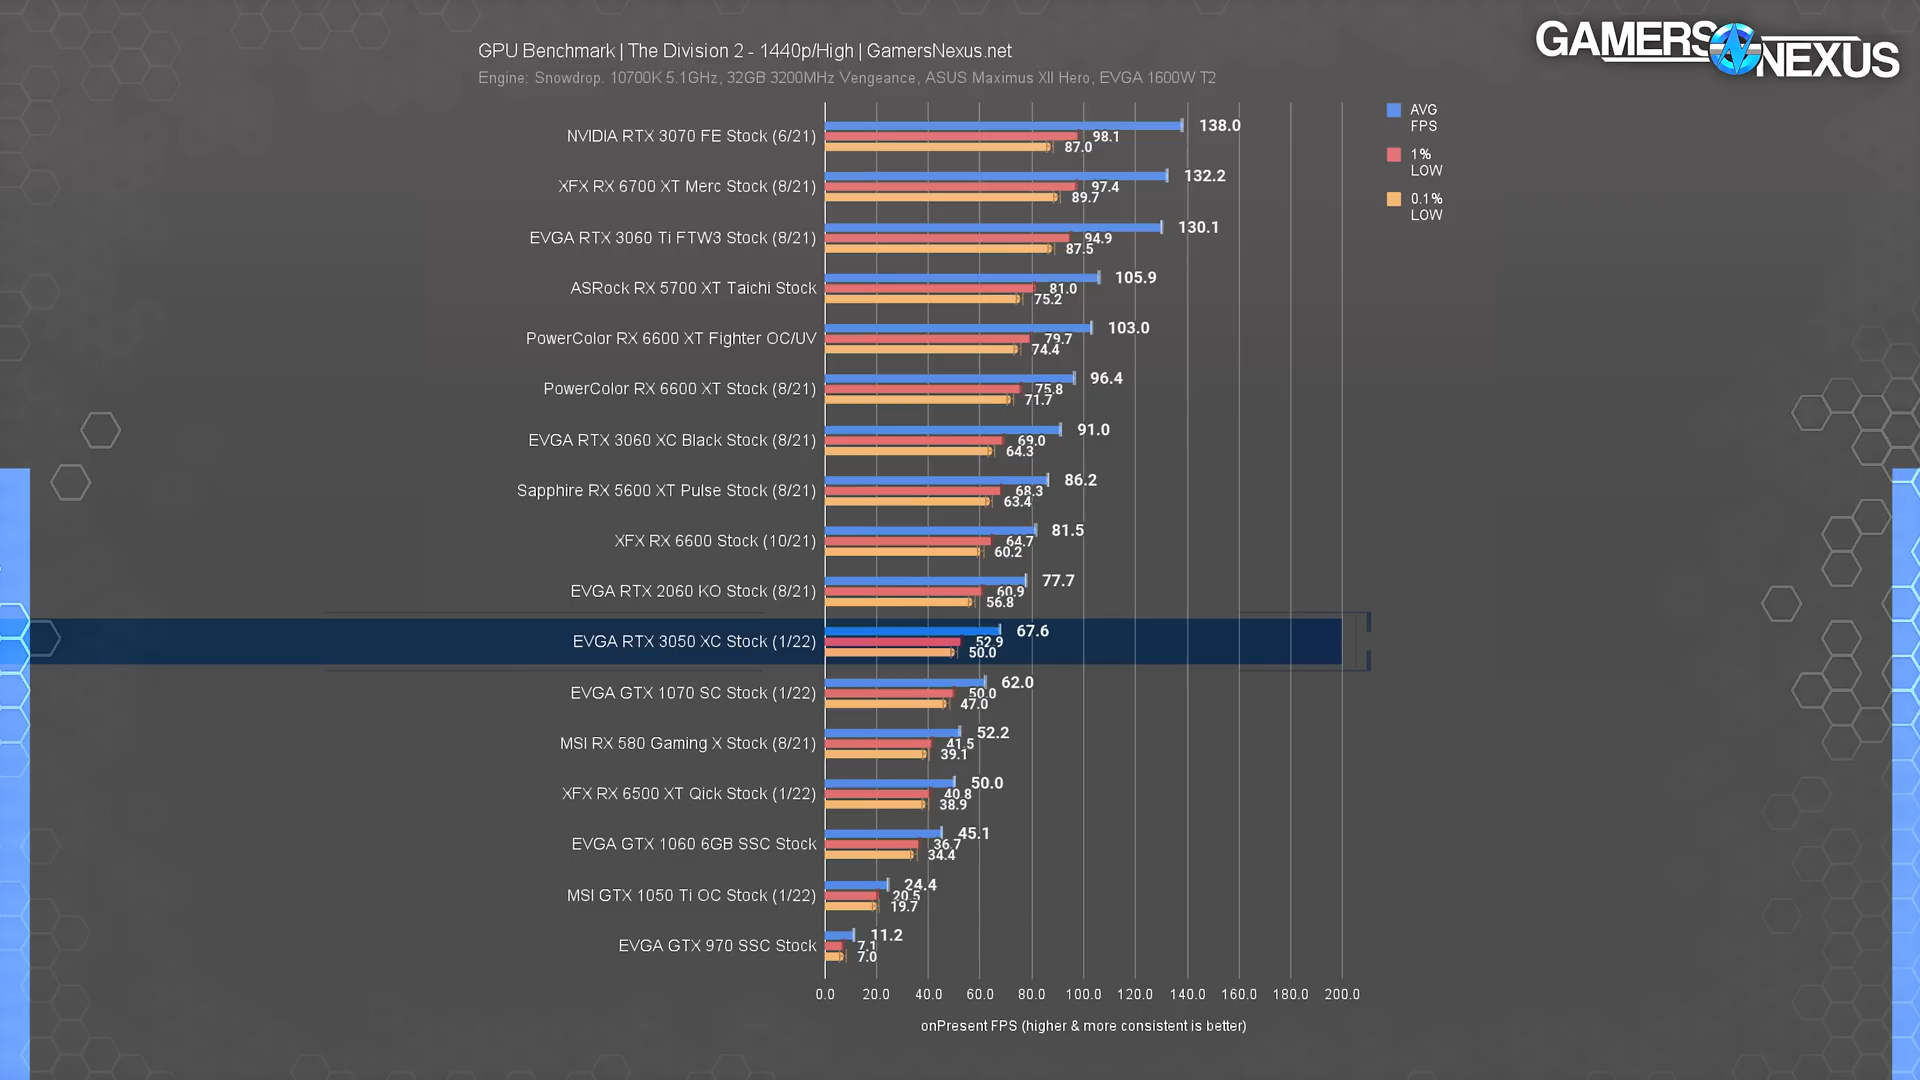 GAMERS NEXUS
GPU Benchmark | The Division 2 - 1440p/High | GamersNexus.net
Engine: Snowdrop. 10700K 5.1GHz, 32GB 3200MHz Vengeance, ASUS Maximus XII Hero, EVGA 1600W T2
AVG FPS
1% LOW
0.1% LOW
NVIDIA RTX 3070 FE Stock (6/21) 138.0 98.1 87.0
XFX RX 6700 XT Merc Stock (8/21) 132.2 97.4 89.7
EVGA RTX 3060 Ti FTW3 Stock (8/21) 130.1 94.9 87.5
ASRock RX 5700 XT Taichi Stock 105.9 81.0 75.2
PowerColor RX 6600 XT Fighter OC/UV 103.0 79.7 74.4
PowerColor RX 6600 XT Stock (8/21) 96.4 75.8 71.7
EVGA RTX 3060 XC Black Stock (8/21) 91.0 69.0 64.3
Sapphire RX 5600 XT Pulse Stock (8/21) 86.2 68.3 63.4
XFX RX 6600 Stock (10/21) 81.5 64.7 60.2
EVGA RTX 2060 KO Stock (8/21) 77.7 60.9 56.8
EVGA RTX 3050 XC Stock (1/22) 67.6 52.9 50.0
EVGA GTX 1070 SC Stock (1/22) 62.0 50.0 47.0
MSI RX 580 Gaming X Stock (8/21) 52.2 41.5 39.1
XFX RX 6500 XT Qick Stock (1/22) 50.0 40.8 38.9
EVGA GTX 1060 6GB SSC Stock 45.1 36.7 34.4
MSI GTX 1050 Ti OC Stock (1/22) 24.4 20.5 19.7
EVGA GTX 970 SSC Stock 11.2 7.1 7.0
0.0 20.0 40.0 60.0 80.0 100.0 120.0 140.0 160.0 180.0 200.0
onPresent FPS (higher & more consistent is better)